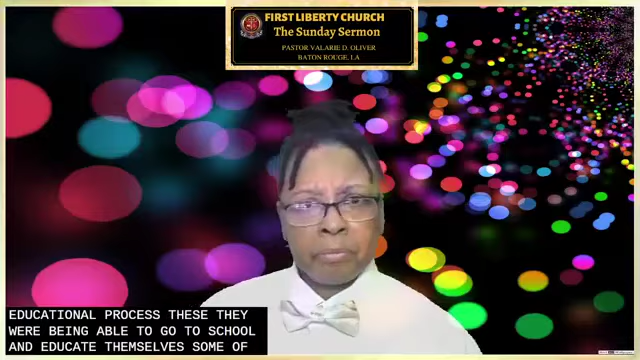 FIRST LIBERTY CHURCH
The Sunday Sermon
PASTOR VALARIE D. OLIVER
BATON ROUGE, LA
EDUCATIONAL PROCESS THESE THEY
WERE BEING ABLE TO GO TO SCHOOL
AND EDUCATE THEMSELVES SOME OF